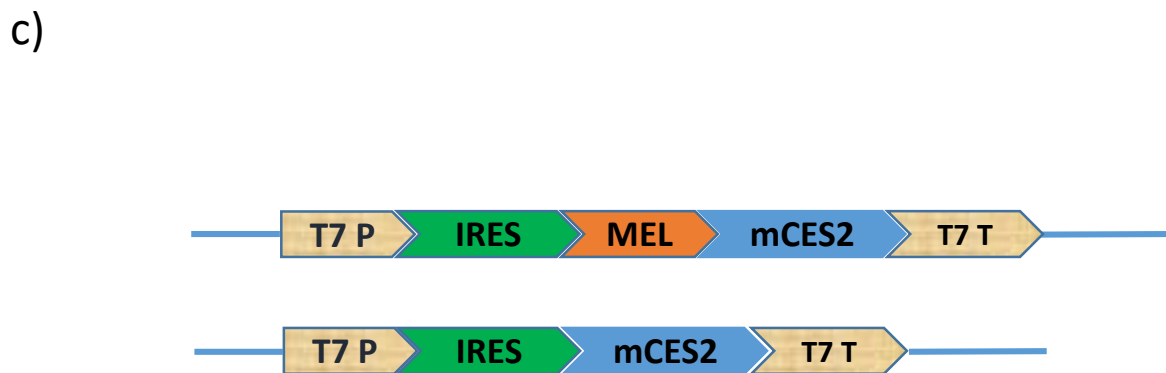 c)
T7 P IRES MEL mCES2 T7 T
T7 P IRES mCES2 T7 T